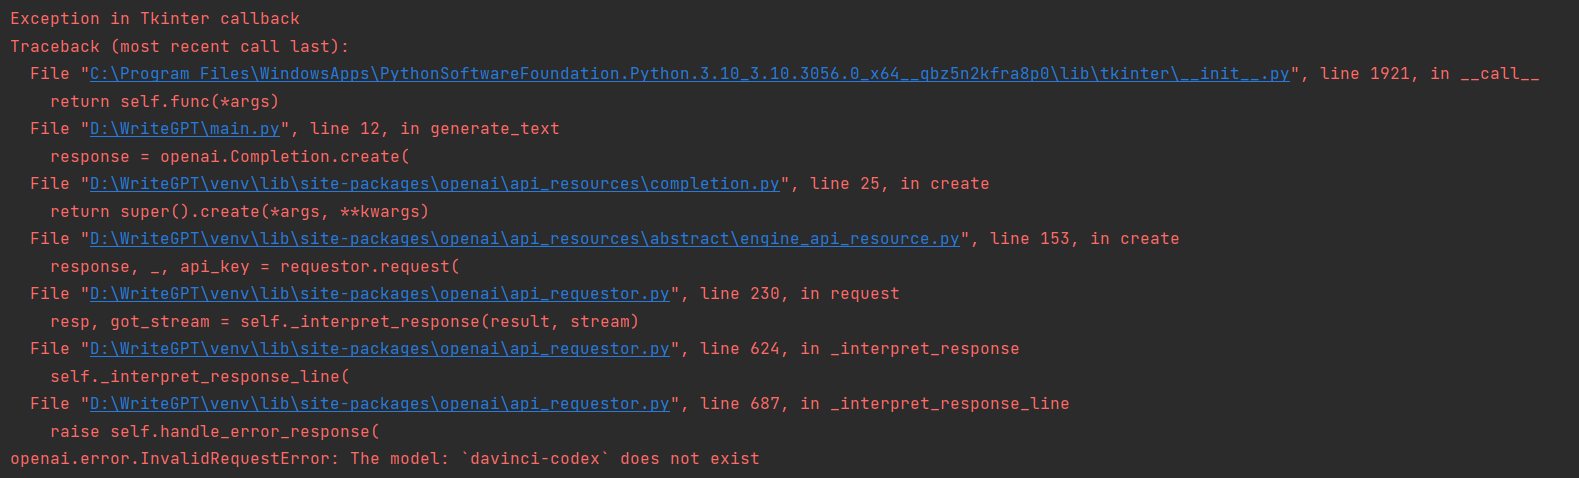 Exception in Tkinter callback
Traceback (most recent call last):
  File "C:\Program Files\WindowsApps\PythonSoftwareFoundation.Python.3.10_3.10.3056.0_x64__qbz5n2kfra8p0\lib\tkinter\__init__.py", line 1921, in __call__
    return self.func(*args)
  File "D:\WriteGPT\main.py", line 12, in generate_text
    response = openai.Completion.create(
  File "D:\WriteGPT\venv\lib\site-packages\openai\api_resources\completion.py", line 25, in create
    return super().create(*args, **kwargs)
  File "D:\WriteGPT\venv\lib\site-packages\openai\api_resources\abstract\engine_api_resource.py", line 153, in create
    response, _, api_key = requestor.request(
  File "D:\WriteGPT\venv\lib\site-packages\openai\api_requestor.py", line 230, in request
    resp, got_stream = self._interpret_response(result, stream)
  File "D:\WriteGPT\venv\lib\site-packages\openai\api_requestor.py", line 624, in _interpret_response
    self._interpret_response_line(
  File "D:\WriteGPT\venv\lib\site-packages\openai\api_requestor.py", line 687, in _interpret_response_line
    raise self.handle_error_response(
openai.error.InvalidRequestError: The model: `davinci-codex` does not exist